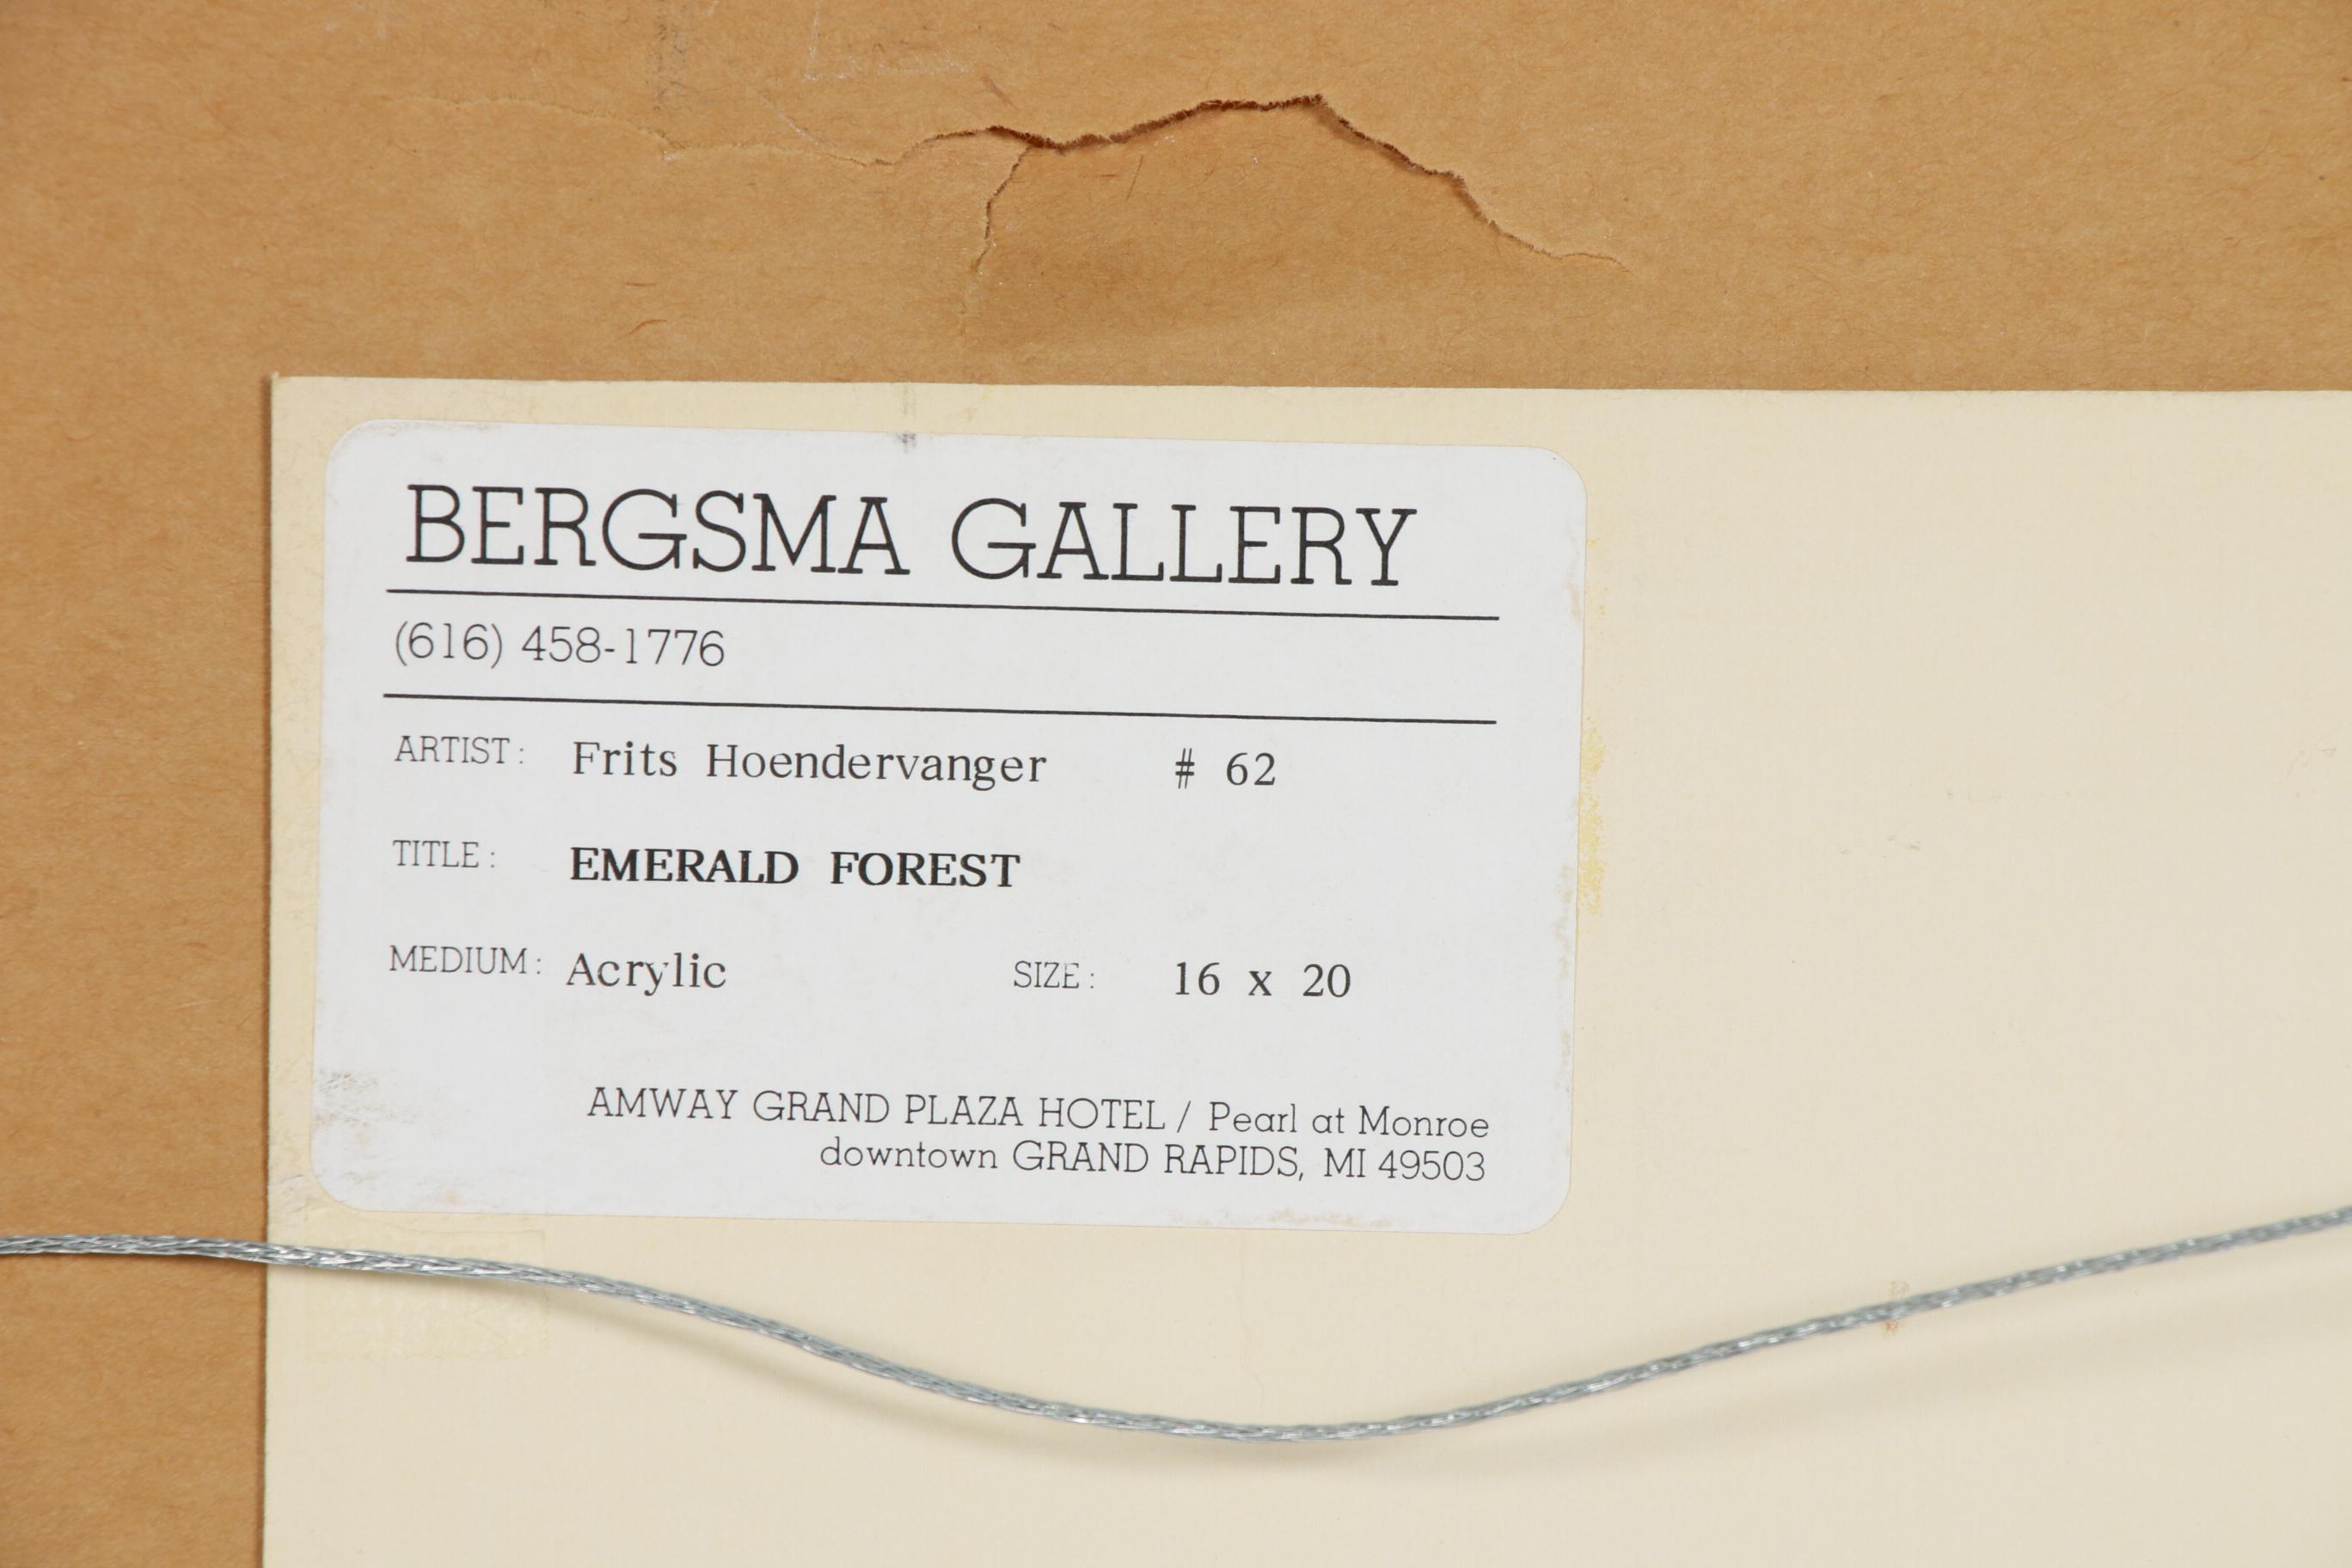 BERGSMA GALLERY
(616) 458-1776
ARTIST: Frits Hoendervanger # 62
TITLE: EMERALD FOREST
MEDIUM: Acrylic SIZE: 16 x 20
AMWAY GRAND PLAZA HOTEL / Pearl at Monroe
downtown GRAND RAPIDS, MI 49503